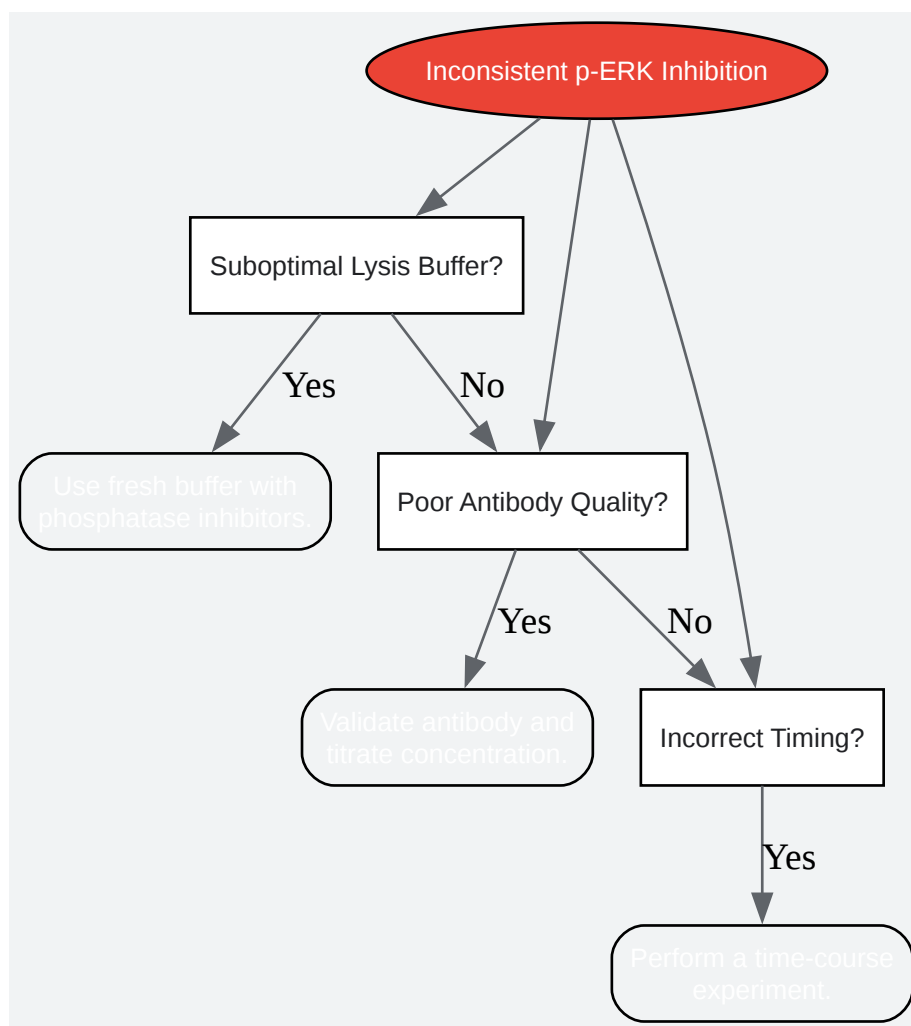 Inconsistent p-ERK Inhibition
Suboptimal Lysis Buffer?
Yes
No
Use fresh buffer with
phosphatase inhibitors.
Poor Antibody Quality?
Yes
No
Validate antibody and
titrate concentration.
Incorrect Timing?
Yes
Perform a time-course
experiment.